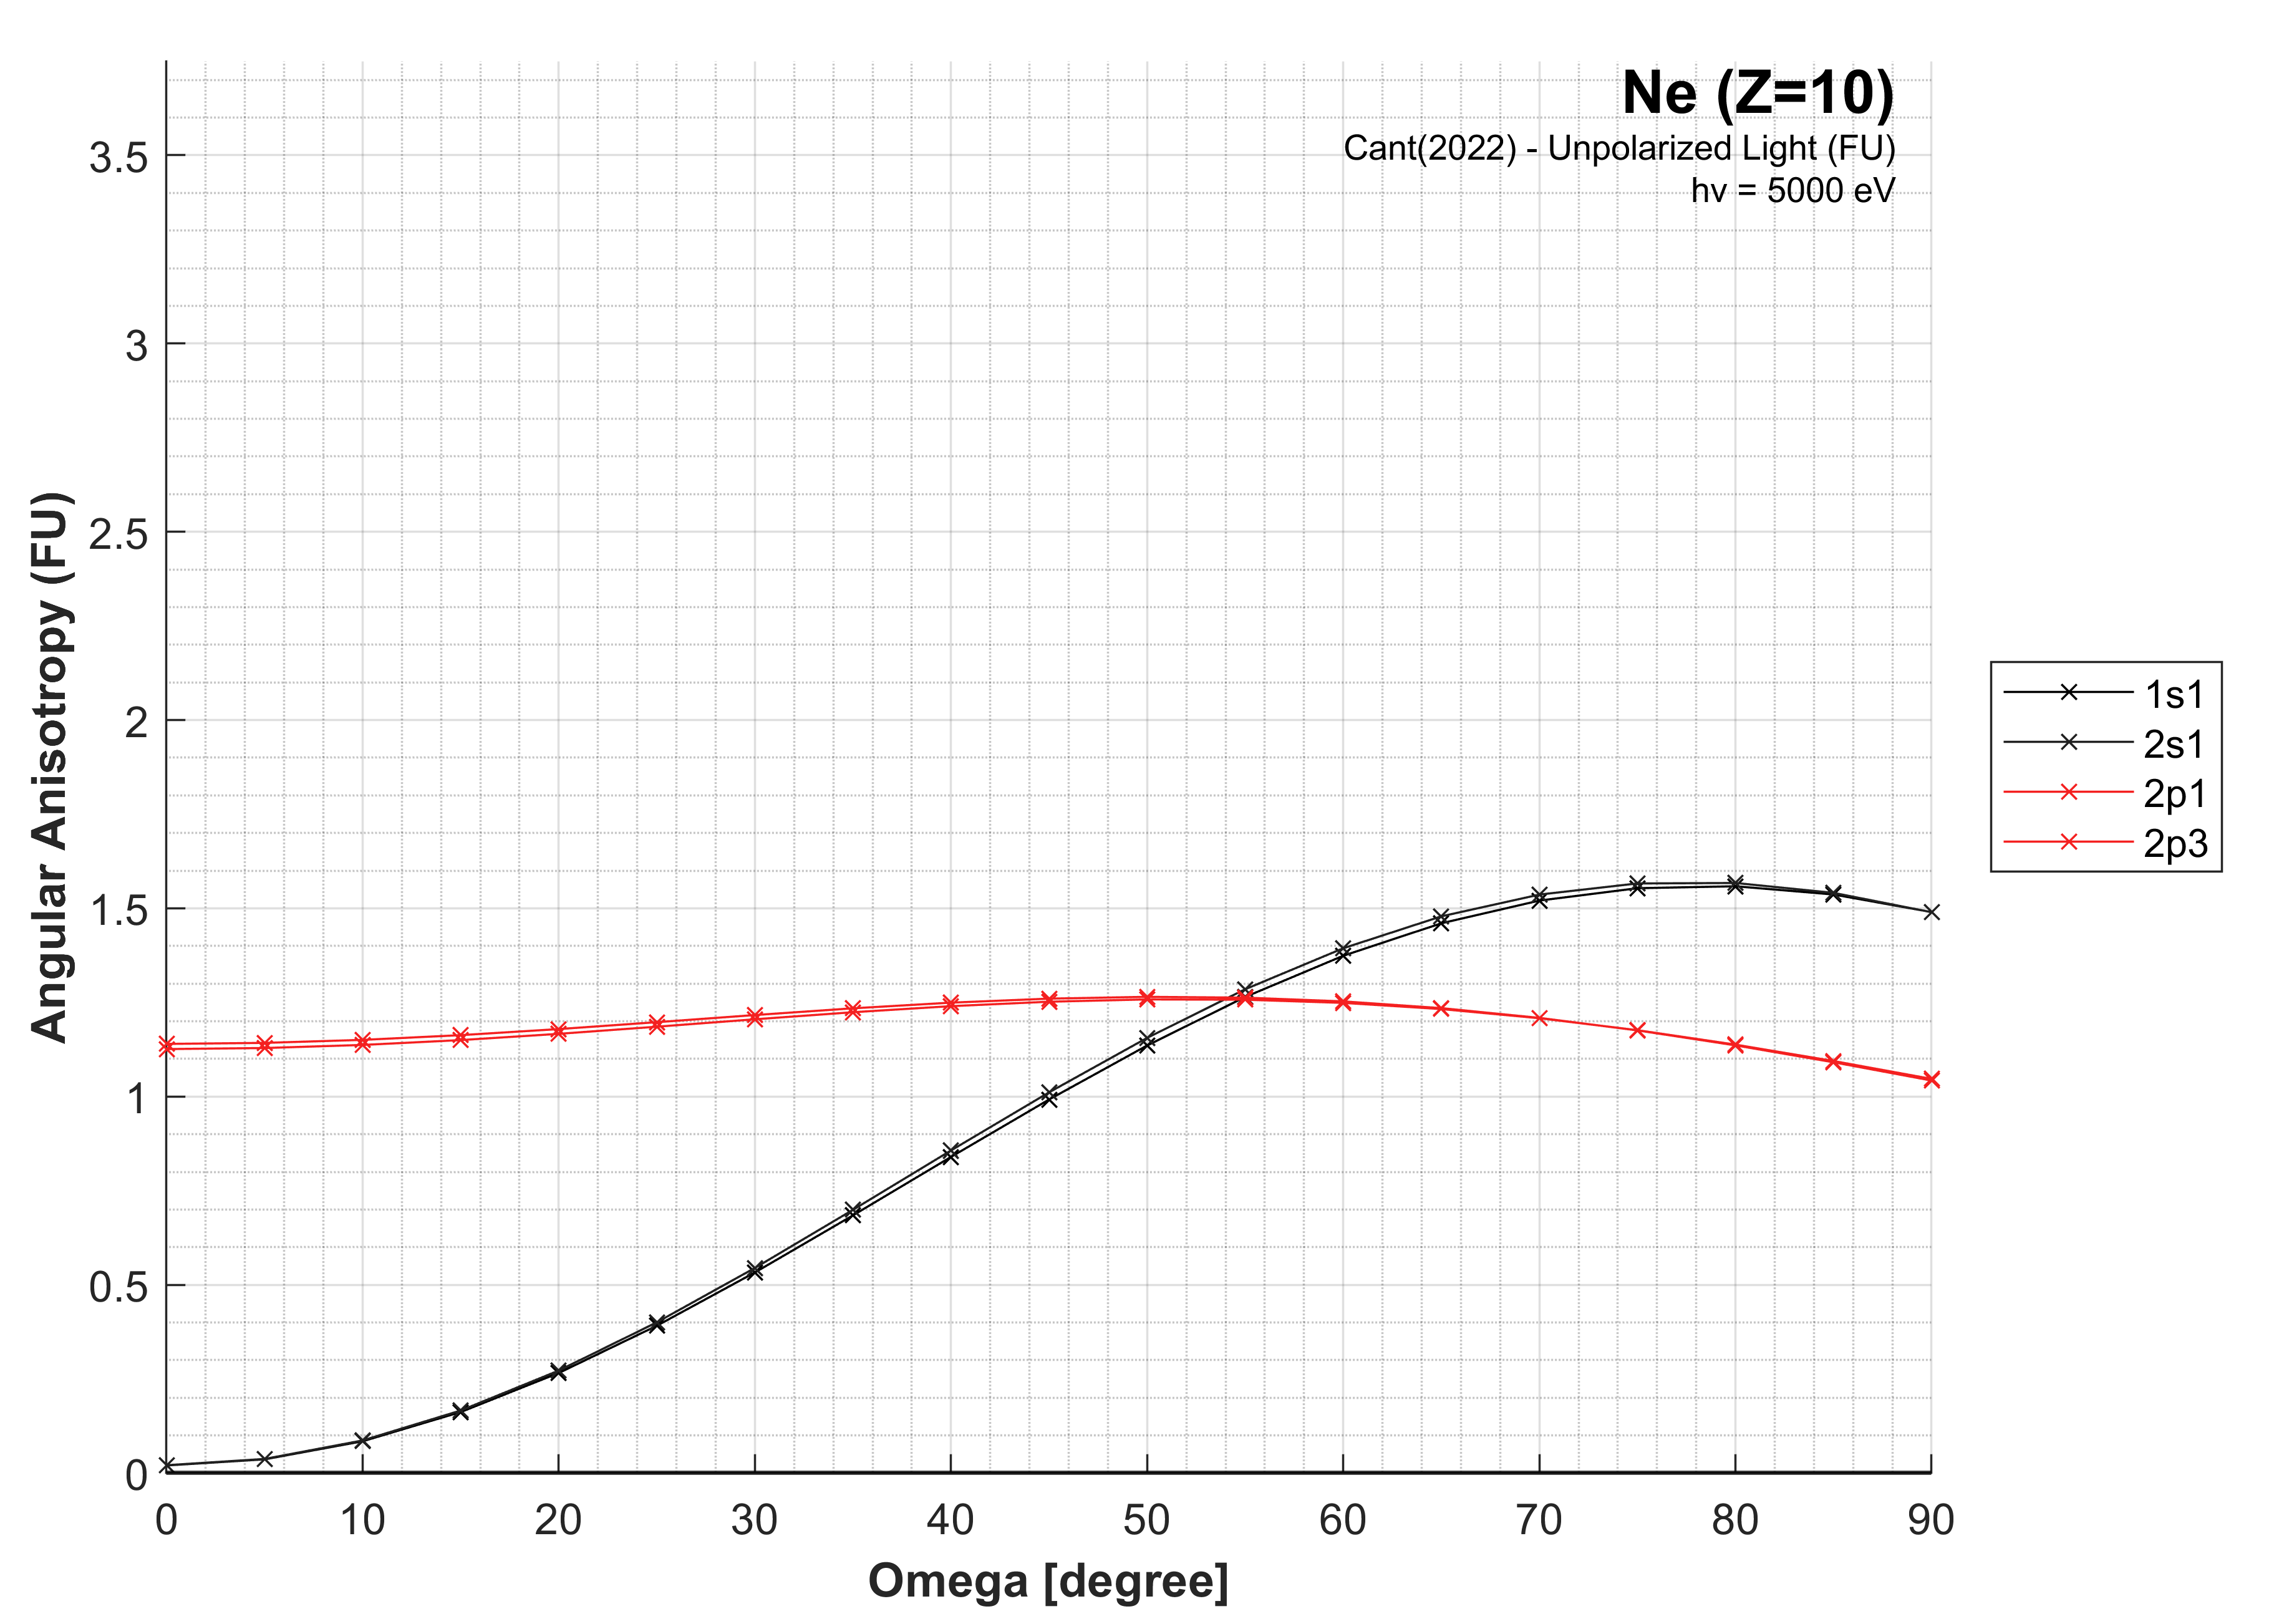 Ne (Z=10)
Cant(2022) - Unpolarized Light (FU)
hv = 5000 eV
Angular Anisotropy (FU)
3.5
3
2.5
2
1.5
1
0.5
0
0 10 20 30 40 50 60 70 80 90
Omega [degree]
1s1
2s1
2p1
2p3